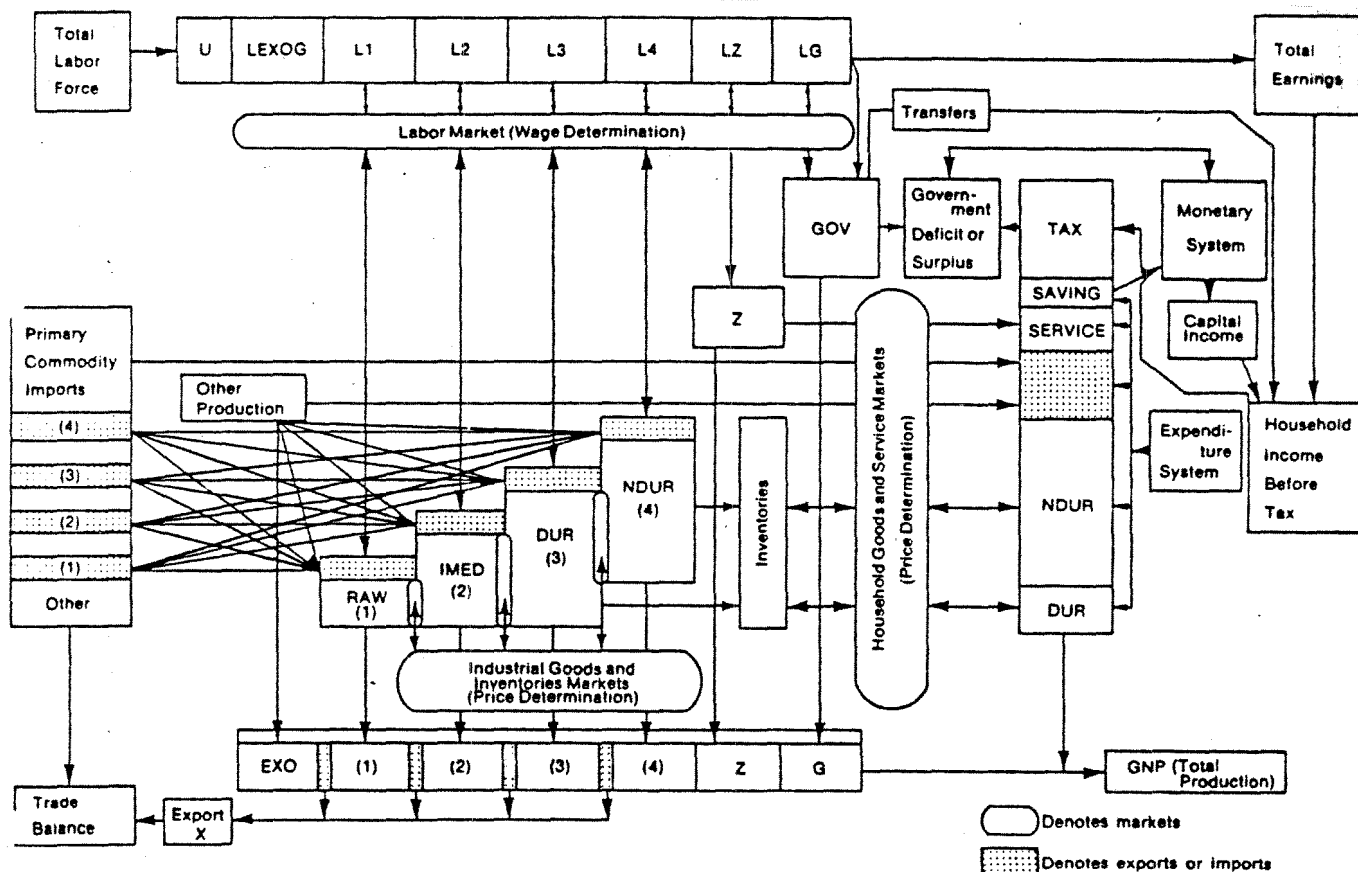 Total
Labor
Force
U
LEXOG
L1
L2
L3
L4
LZ
LG
Total
Earnings
Labor Market (Wage Determination)
Transfers
GOV
Govern-
ment
Deficit or
Surplus
TAX
Monetary
System
SAVING
SERVICE
Capital
Income
Z
Primary
Commodity
Imports
Other
Production
(4)
(3)
(2)
(1)
Other
RAW
(1)
IMED
(2)
DUR
(3)
NDUR
(4)
Inventories
Household Goods and Service Markets
(Price Determination)
NDUR
DUR
Expendi-
ture
System
Household
Income
Before
Tax
Industrial Goods and
Inventories Markets
(Price Determination)
EXO
(1)
(2)
(3)
(4)
Z
G
GNP (Total
Production)
Trade
Balance
Export
X
Denotes markets
Denotes exports or imports